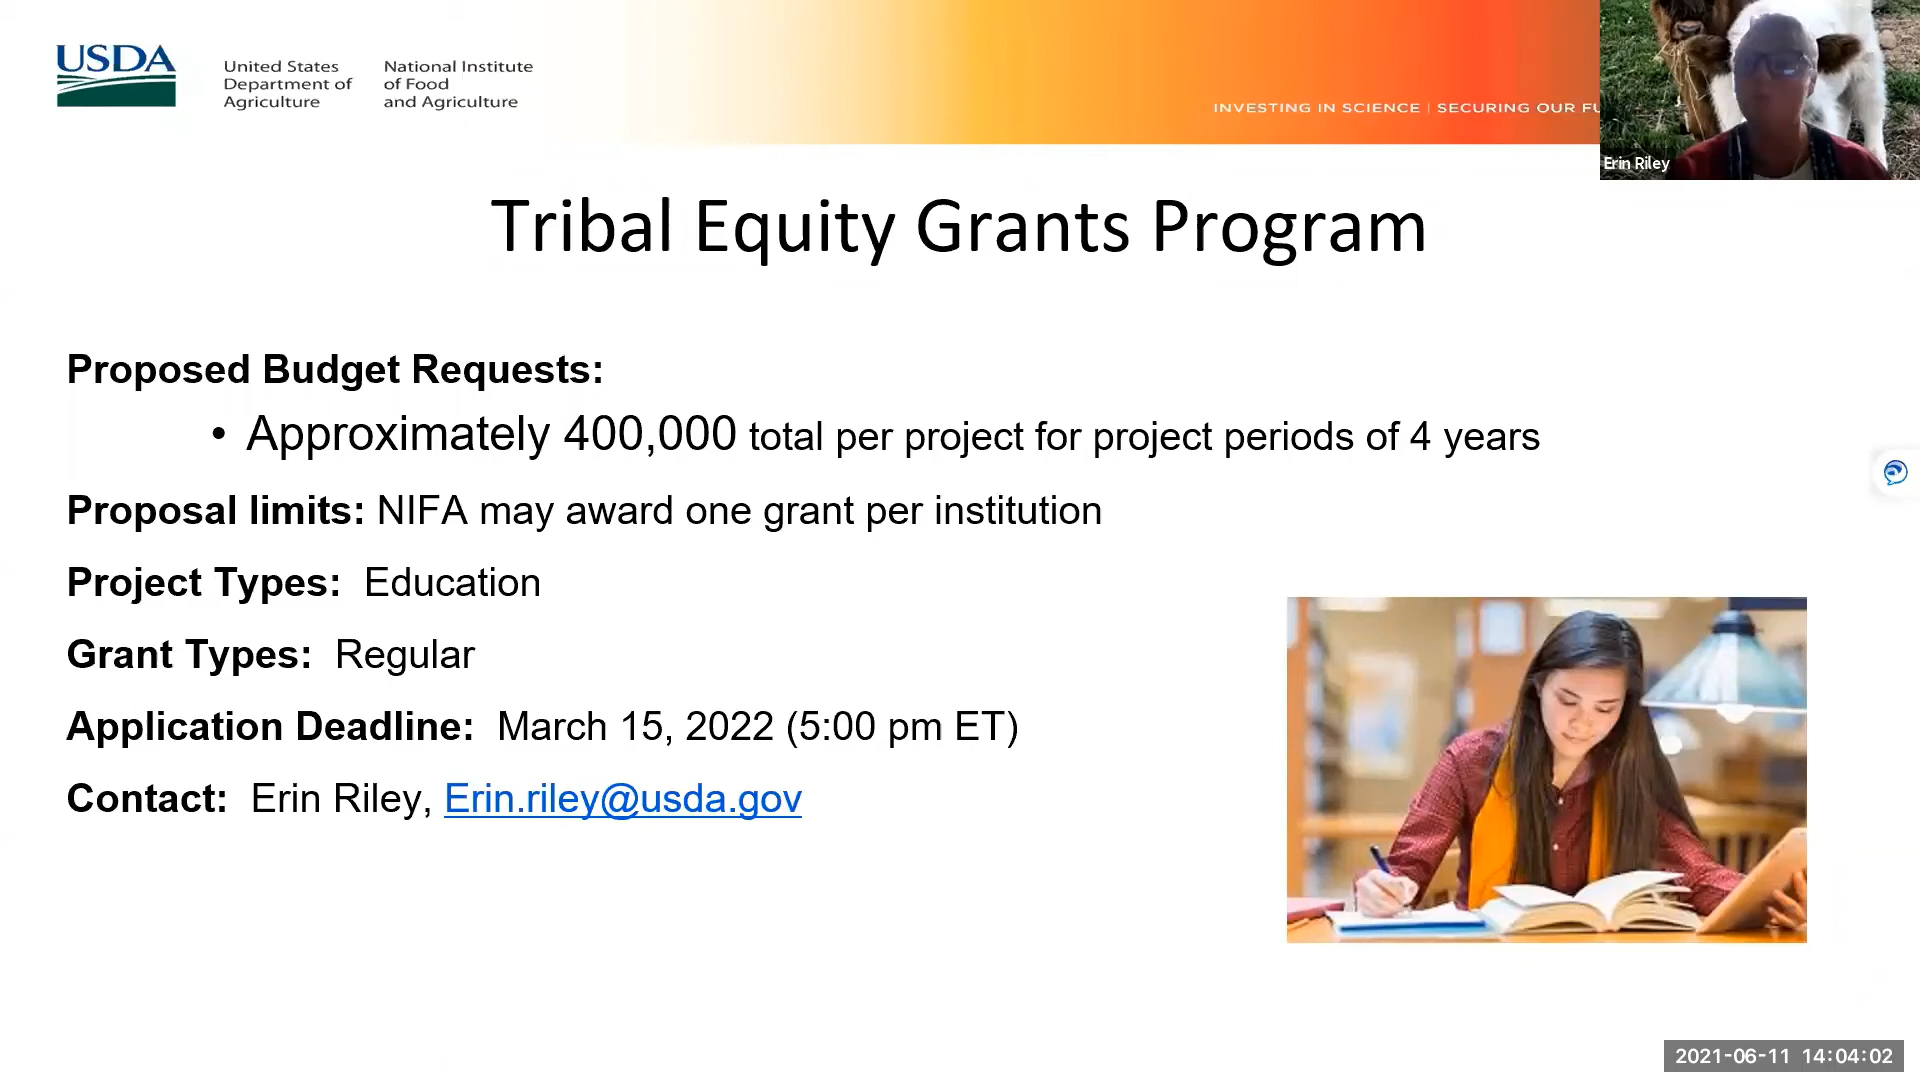 USDA
United States
Department of
Agriculture
National Institute
of Food
and Agriculture
INVESTING IN SCIENCE | SECURING OUR FU
Erin Riley
Tribal Equity Grants Program
Proposed Budget Requests:
• Approximately 400,000 total per project for project periods of 4 years
Proposal limits: NIFA may award one grant per institution
Project Types: Education
Grant Types: Regular
Application Deadline: March 15, 2022 (5:00 pm ET)
Contact: Erin Riley, Erin.riley@usda.gov
2021-06-11 14:04:02